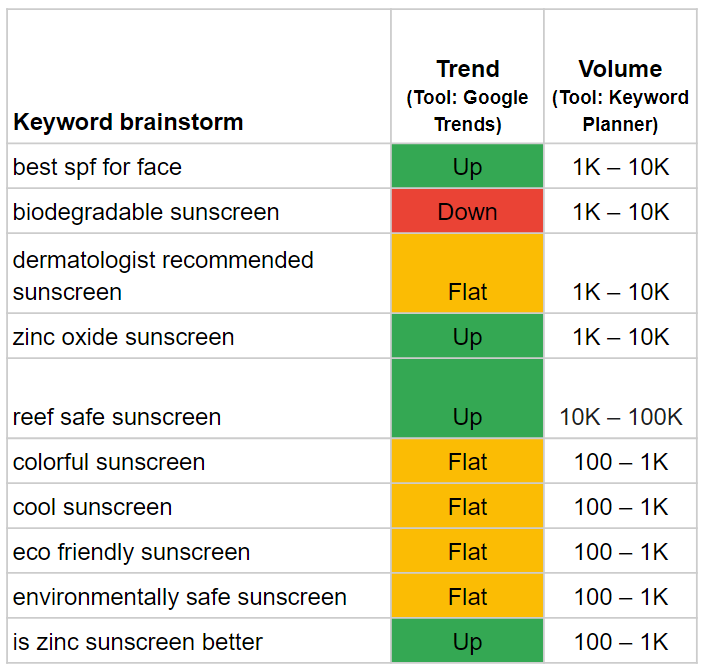 Keyword brainstorm Trend (Tool: Google Trends) Volume (Tool: Keyword Planner)
best spf for face Up 1K – 10K
biodegradable sunscreen Down 1K – 10K
dermatologist recommended
sunscreen Flat 1K – 10K
zinc oxide sunscreen Up 1K – 10K
reef safe sunscreen Up 10K – 100K
colorful sunscreen Flat 100 – 1K
cool sunscreen Flat 100 – 1K
eco friendly sunscreen Flat 100 – 1K
environmentally safe sunscreen Flat 100 – 1K
is zinc sunscreen better Up 100 – 1K